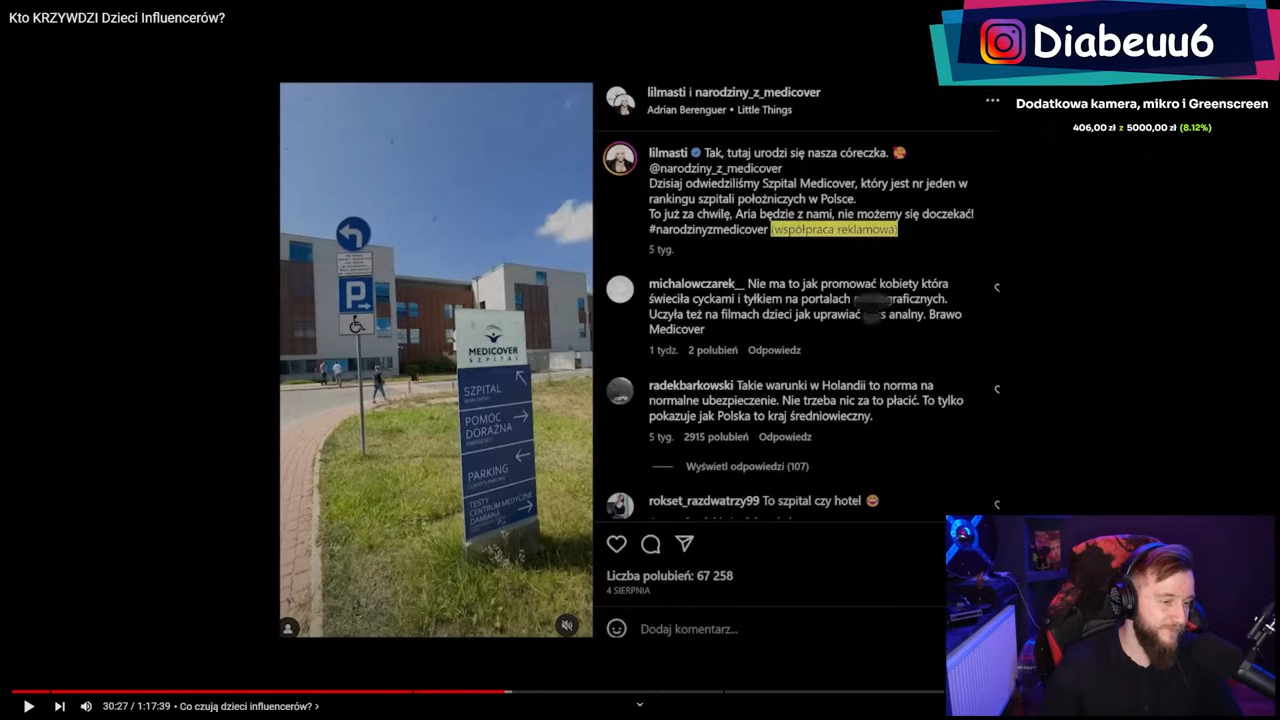 Kto KRZYWDZI Dzieci Influencerów?
Diabeuu6
Dodatkowa kamera, mikro i Greenscreen
406,00 zł z 5000,00 zł (8.12%)
lilmasti i narodziny_z_medicover
Adrian Berenguer • Little Things
lilmasti Tak, tutaj urodzi się nasza córeczka.
@narodziny_z_medicover
Dzisiaj odwiedziliśmy Szpital Medicover, który jest nr jeden w
rankingu szpitali położniczych w Polsce.
To już za chwilę, Aria będzie z nami, nie możemy się doczekać!
#narodzinyzmedicover (współpraca reklamowa)
5 tyg.
michalowczarek__ Nie ma to jak promować kobiety która
świeciła cyckami i tyłkiem na portalach graficznych.
Uczyła też na filmach dzieci jak uprawiać s analny. Brawo
Medicover
1 tydz. 2 polubień Odpowiedz
radekbarkowski Takie warunki w Holandii to norma na
normalne ubezpieczenie. Nie trzeba nic za to płacić. To tylko
pokazuje jak Polska to kraj średniowieczny.
5 tyg. 2915 polubień Odpowiedz
Wyświetl odpowiedzi (107)
rokset_razdwatrzy99 To szpital czy hotel
Liczba polubień: 67 258
4 SIERPNIA
Dodaj komentarz...
P
MEDICOVER
SZPITAL
SZPITAL
POMOC
DORAŹNA
PARKING
TESTY
CENTRUM MEDYCZNE
DAMIANA
30:27 / 1:17:39 • Co czują dzieci influencerów? >